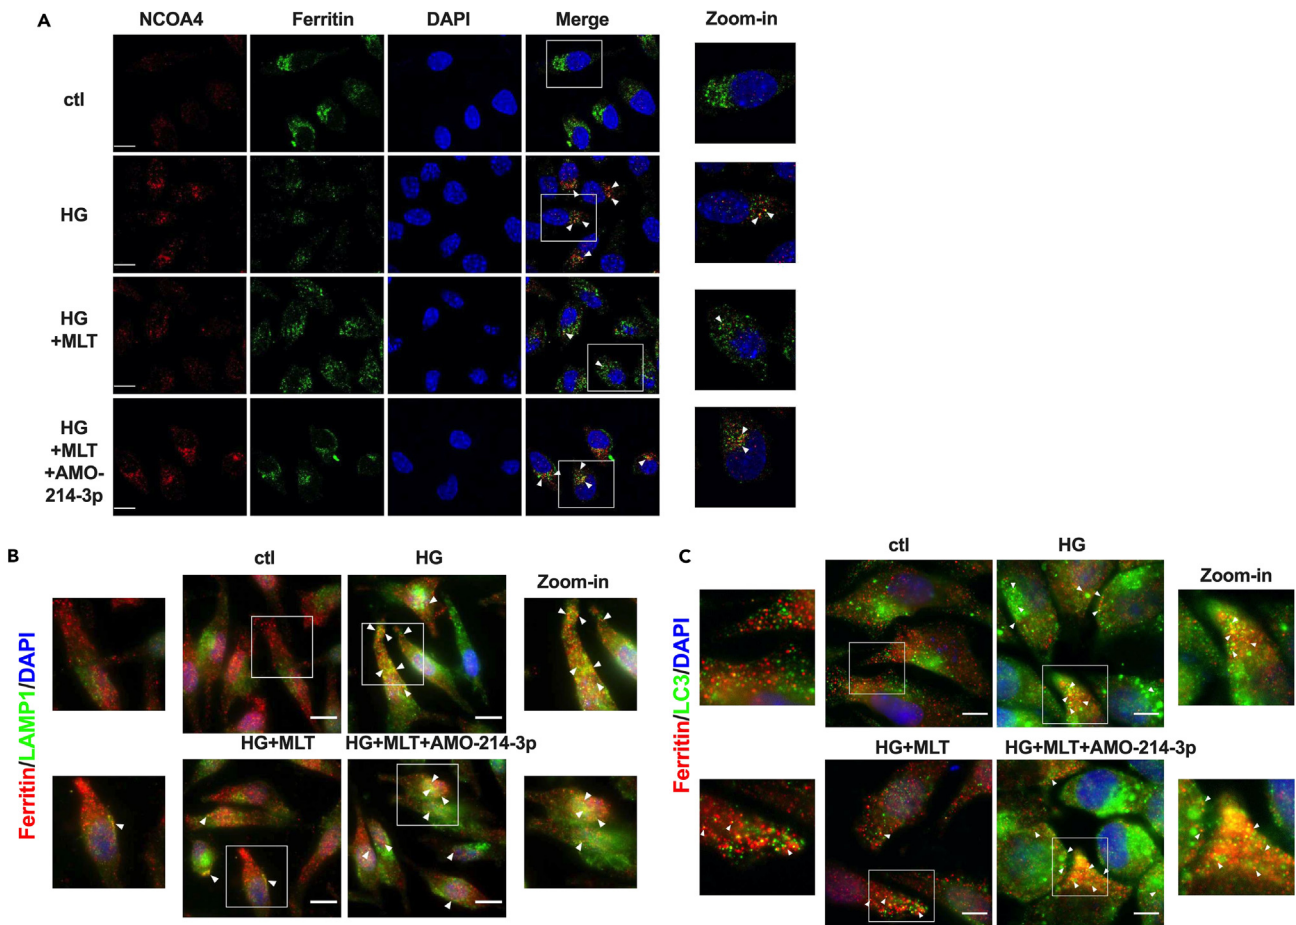 A
NCOA4
Ferritin
DAPI
Merge
Zoom-in
ctl
HG
HG
+MLT
HG
+MLT
+AMO-
214-3p
B
ctl
HG
Zoom-in
Ferritin/LAMP1/DAPI
HG+MLT
HG+MLT+AMO-214-3p
C
ctl
HG
Zoom-in
Ferritin/LC3/DAPI
HG+MLT
HG+MLT+AMO-214-3p